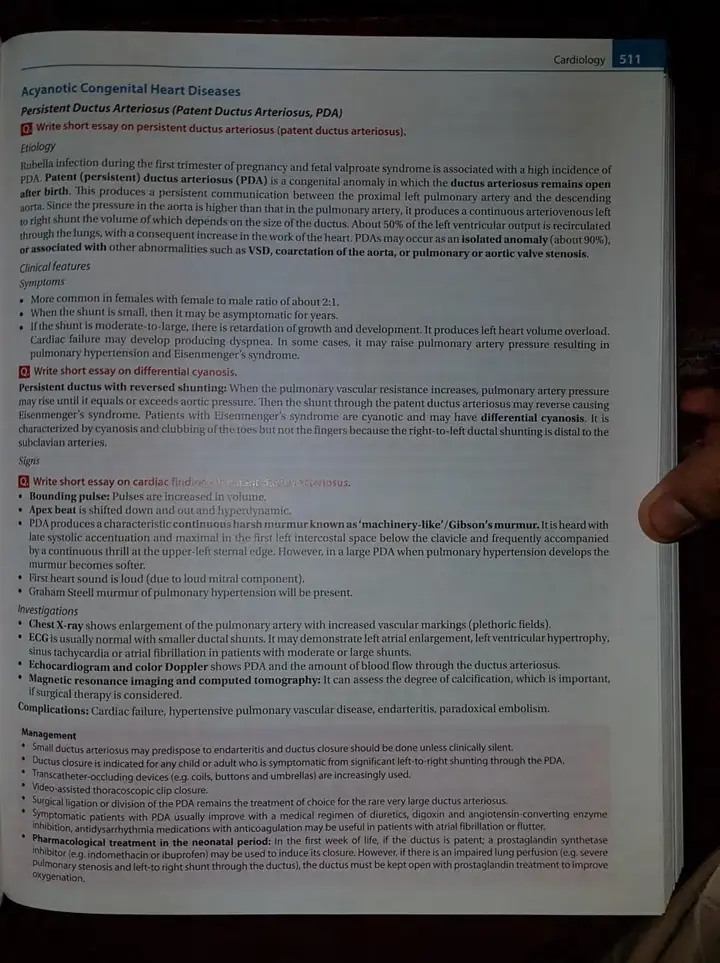 Cardiology 511
Acyanotic Congenital Heart Diseases
Persistent Ductus Arteriosus (Patent Ductus Arteriosus, PDA)
Q. Write short essay on persistent ductus arteriosus (patent ductus arteriosus).
Etiology
Rubella infection during the first trimester of pregnancy and fetal valproate syndrome is associated with a high incidence of
PDA. Patent (persistent) ductus arteriosus (PDA) is a congenital anomaly in which the ductus arteriosus remains open
after birth. This produces a persistent communication between the proximal left pulmonary artery and the descending
aorta. Since the pressure in the aorta is higher than that in the pulmonary artery, it produces a continuous arteriovenous left
to right shunt the volume of which depends on the size of the ductus. About 50% of the left ventricular output is recirculated
through the lungs, with a consequent increase in the work of the heart. PDAs may occur as an isolated anomaly (about 90%),
or associated with other abnormalities such as VSD, coarctation of the aorta, or pulmonary or aortic valve stenosis.
Clinical features
Symptoms
• More common in females with female to male ratio of about 2:1.
• When the shunt is small, then it may be asymptomatic for years.
• If the shunt is moderate-to-large, there is retardation of growth and development. It produces left heart volume overload.
Cardiac failure may develop producing dyspnea. In some cases, it may raise pulmonary artery pressure resulting in
pulmonary hypertension and Eisenmenger's syndrome.
Q. Write short essay on differential cyanosis.
Persistent ductus with reversed shunting: When the pulmonary vascular resistance increases, pulmonary artery pressure
may rise until it equals or exceeds aortic pressure. Then the shunt through the patent ductus arteriosus may reverse causing
Eisenmenger's syndrome. Patients with Eisenmenger's syndrome are cyanotic and may have differential cyanosis. It is
characterized by cyanosis and clubbing of the toes but not the fingers because the right-to-left ductal shunting is distal to the
subclavian arteries.
Signs
Q. Write short essay on cardiac findings in patent ductus arteriosus.
• Bounding pulse: Pulses are increased in volume.
• Apex beat is shifted down and out and hyperdynamic.
• PDA produces a characteristic continuous harsh murmur known as 'machinery-like'/Gibson's murmur. It is heard with
late systolic accentuation and maximal in the first left intercostal space below the clavicle and frequently accompanied
by a continuous thrill at the upper-left sternal edge. However, in a large PDA when pulmonary hypertension develops the
murmur becomes softer.
• First heart sound is loud (due to loud mitral component).
• Graham Steell murmur of pulmonary hypertension will be present.
Investigations
• Chest X-ray shows enlargement of the pulmonary artery with increased vascular markings (plethoric fields).
• ECG is usually normal with smaller ductal shunts. It may demonstrate left atrial enlargement, left ventricular hypertrophy,
sinus tachycardia or atrial fibrillation in patients with moderate or large shunts.
• Echocardiogram and color Doppler shows PDA and the amount of blood flow through the ductus arteriosus.
• Magnetic resonance imaging and computed tomography: It can assess the degree of calcification, which is important,
if surgical therapy is considered.
Complications: Cardiac failure, hypertensive pulmonary vascular disease, endarteritis, paradoxical embolism.
Management
• Small ductus arteriosus may predispose to endarteritis and ductus closure should be done unless clinically silent.
• Ductus closure is indicated for any child or adult who is symptomatic from significant left-to-right shunting through the PDA.
• Transcatheter-occluding devices (e.g. coils, buttons and umbrellas) are increasingly used.
• Video-assisted thoracoscopic clip closure.
• Surgical ligation or division of the PDA remains the treatment of choice for the rare very large ductus arteriosus.
• Symptomatic patients with PDA usually improve with a medical regimen of diuretics, digoxin and angiotensin-converting enzyme
inhibition, antidysarrhythmia medications with anticoagulation may be useful in patients with atrial fibrillation or flutter.
• Pharmacological treatment in the neonatal period: In the first week of life, if the ductus is patent; a prostaglandin synthetase
inhibitor (e.g. indomethacin or ibuprofen) may be used to induce its closure. However, if there is an impaired lung perfusion (e.g. severe
pulmonary stenosis and left-to right shunt through the ductus), the ductus must be kept open with prostaglandin treatment to improve
oxygenation.